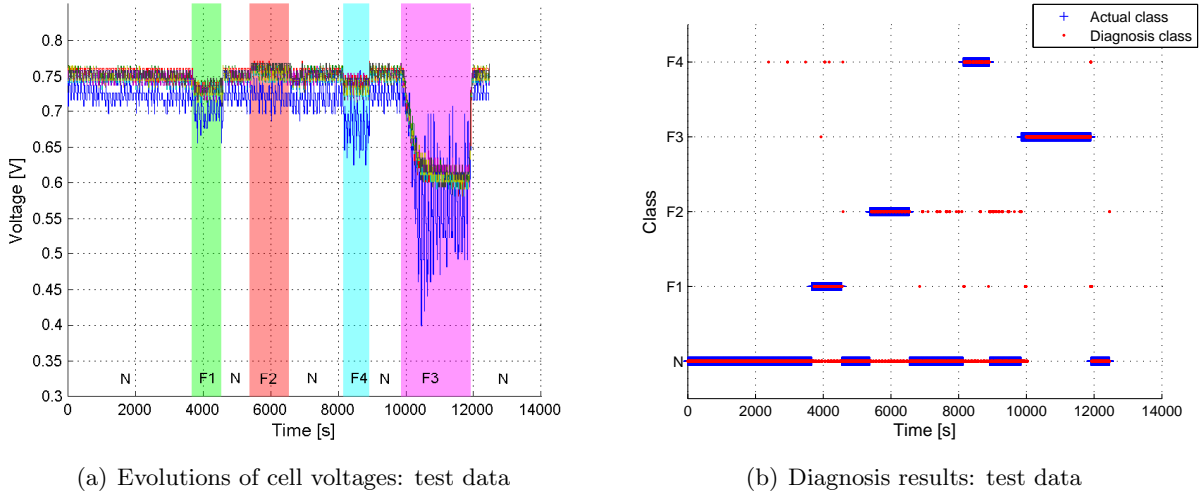 0.8
0.75
0.7
0.65
0.6
0.55
0.5
0.45
0.4
0.35
0.3
Voltage [V]
N F1 N F2 N F4 N F3 N
0 2000 4000 6000 8000 10000 12000 14000
Time [s]
(a) Evolutions of cell voltages: test data
Actual class
Diagnosis class
F4
F3
F2
F1
N
Class
0 2000 4000 6000 8000 10000 12000 14000
Time [s]
(b) Diagnosis results: test data